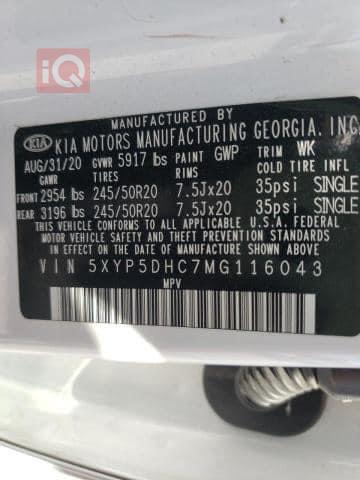 iQ
MANUFACTURED BY
KIA KIA MOTORS MANUFACTURING GEORGIA. INC
AUG/31/20 GVWR 5917 lbs PAINT GWP TRIM WK
GAWR TIRES RIMS COLD TIRE INFL
FRONT 2954 lbs 245/50R20 7.5Jx20 35psi SINGLE
REAR 3196 lbs 245/50R20 7.5Jx20 35psi SINGLE
THIS VEHICLE CONFORMS TO ALL APPLICABLE U.S.A. FEDERAL
MOTOR VEHICLE SAFETY AND THEFT PREVENTION STANDARDS
IN EFFECT ON THE DATE OF MANUFACTURE SHOWN ABOVE
VIN 5XYP5DHC7MG116043
MPV